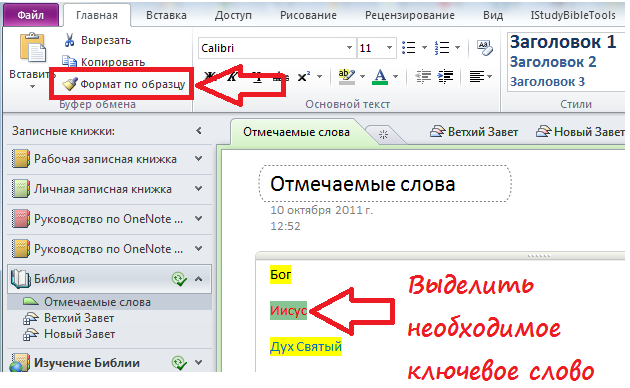 Файл Главная Вставка Доступ Рисование Рецензирование Вид IStudyBibleTools
Вставить
Вырезать
Копировать
Формат по образцу
Буфер обмена
Calibri 11
Ж
Основной текст
Заголовок 1
Заголовок 2
Заголовок 3
Стили
Записные книжки:
Рабочая записная книжка
Личная записная книжка
Руководство по OneNote ...
Руководство по OneNote ...
Библия
Отмечаемые слова
Ветхий Завет
Новый Завет
Изучение Библии
Отмечаемые слова Ветхий Завет Новый Завет
Отмечаемые слова
10 октября 2011 г.
12:52
Бог
Иисус
Дух Святый
Выделить
необходимое
ключевое слово